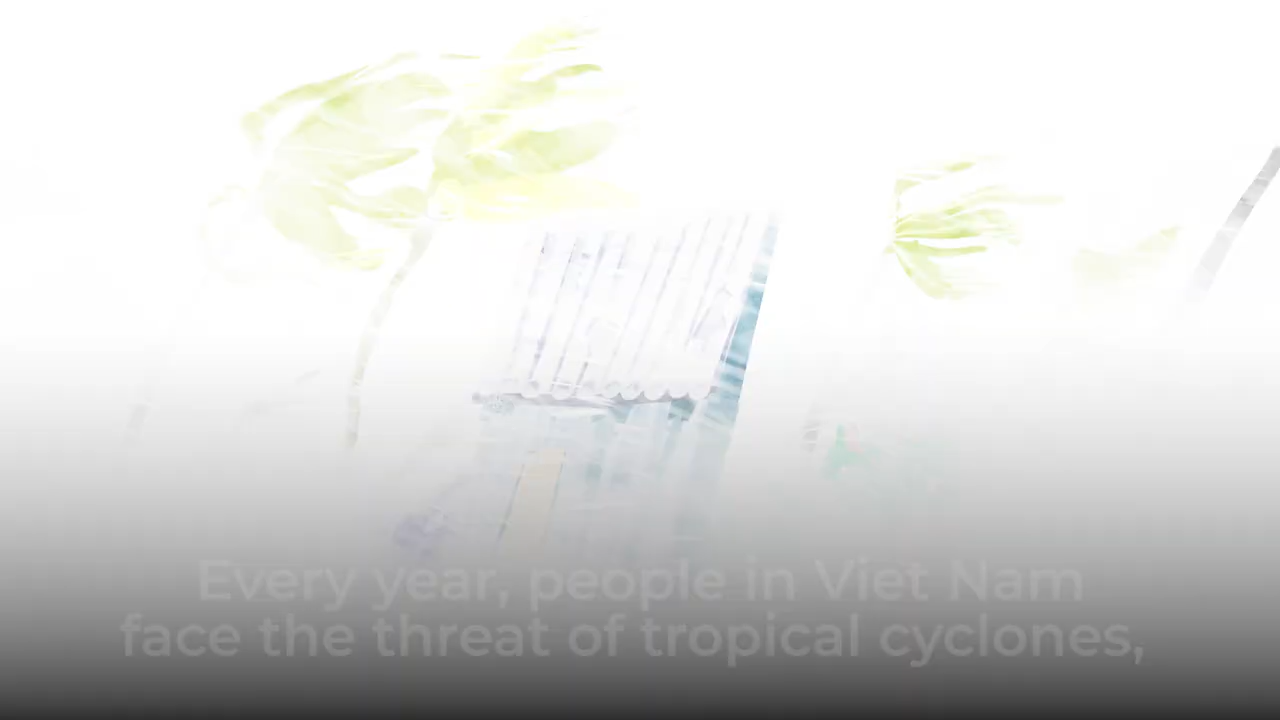 Every year, people in Viet Nam
face the threat of tropical cyclones,